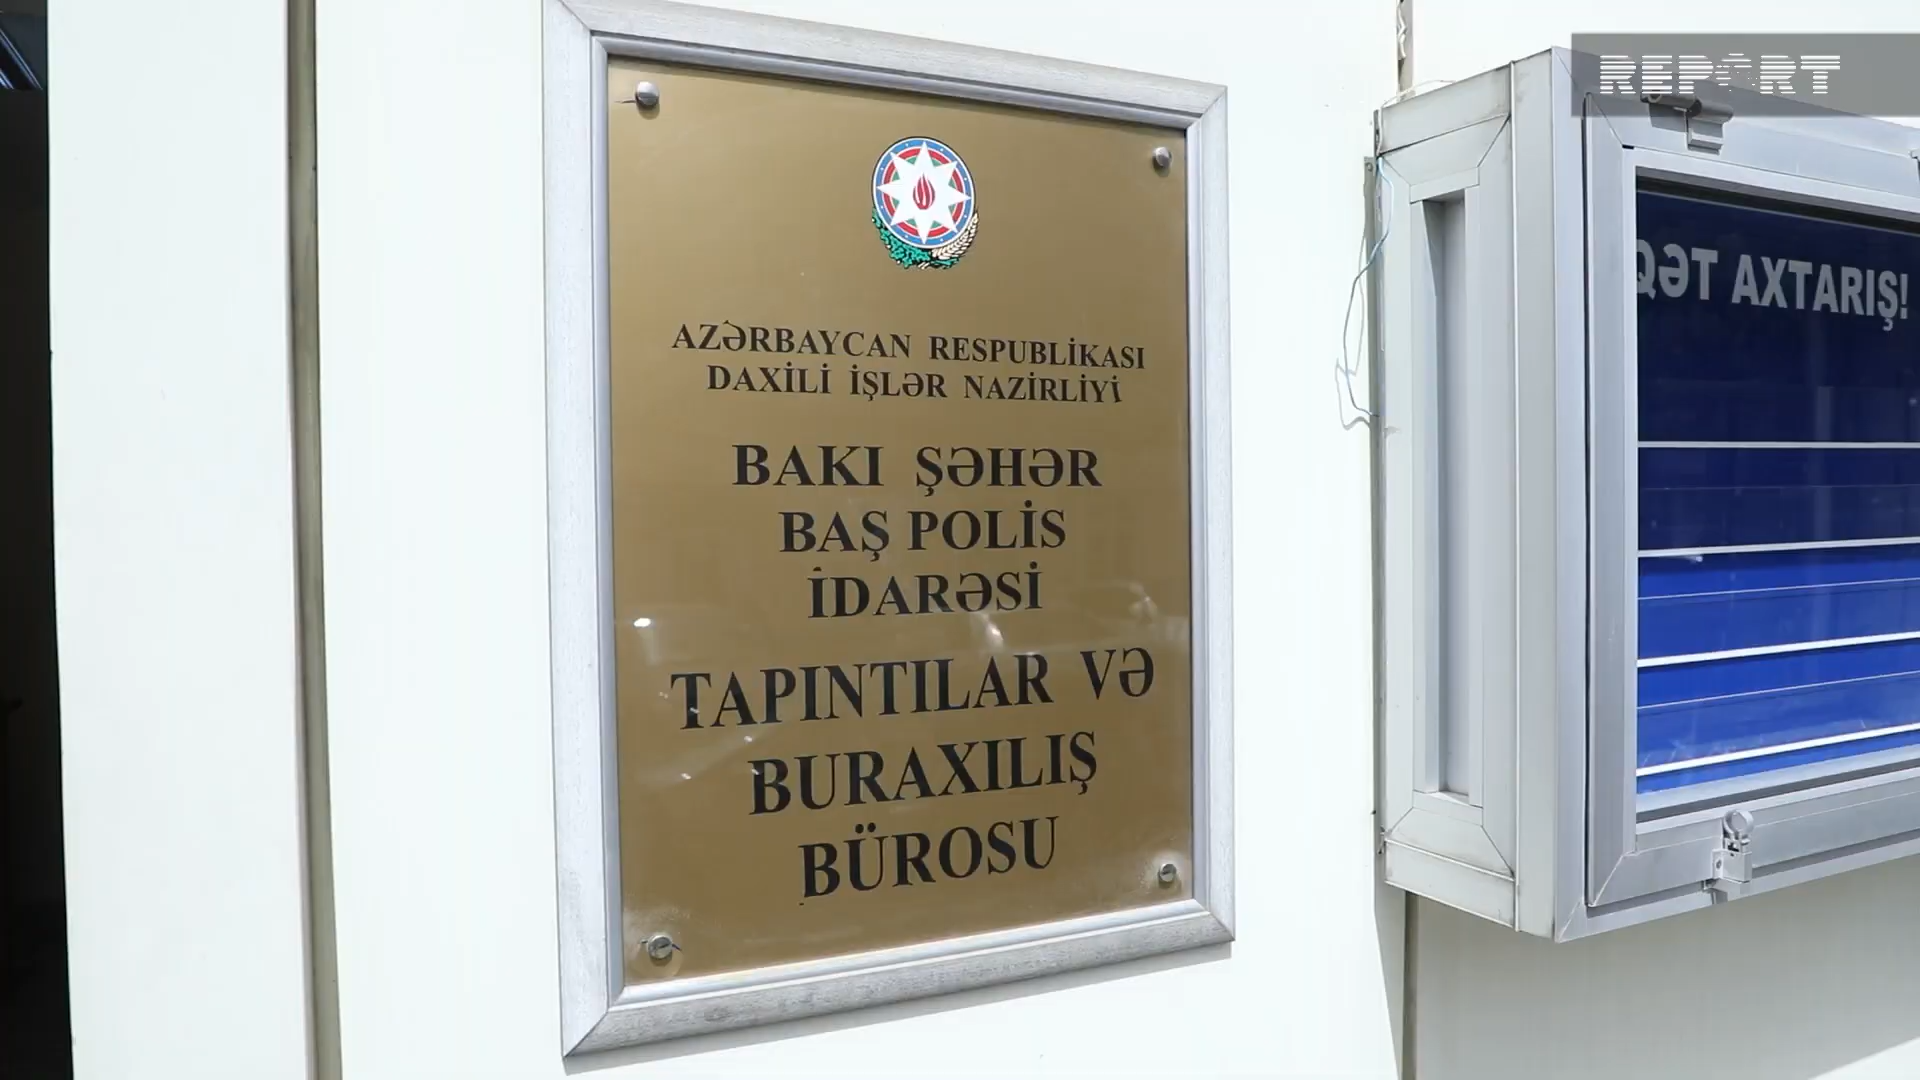 REPORT
AZƏRBAYCAN RESPUBLİKASI
DAXİLİ İŞLƏR NAZİRLİYİ
BAKI ŞƏHƏR
BAŞ POLİS
İDARƏSİ
TAPINTILAR VƏ
BURAXILIŞ
BÜROSU
QƏT AXTARIŞ!